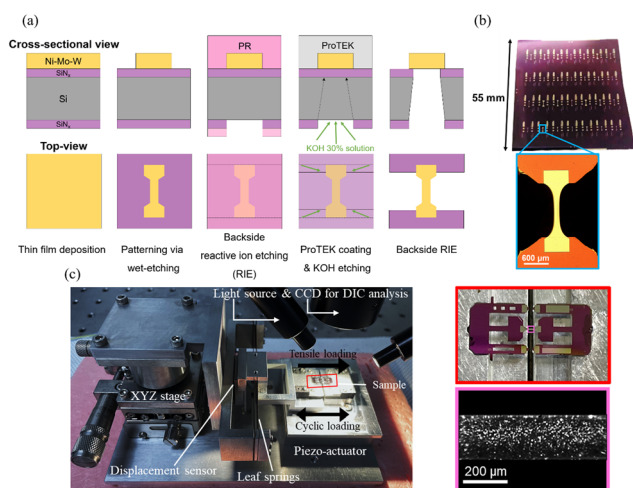 (a)
Cross-sectional view
Ni-Mo-W
SiNₓ
Si
SiNₓ
PR
ProTEK
KOH 30% solution
Top-view
Thin film deposition
Patterning via
wet-etching
Backside
reactive ion etching
(RIE)
ProTEK coating
& KOH etching
Backside RIE
(b)
55 mm
600 μm
(c)
Light source & CCD for DIC analysis
Tensile loading
XYZ stage
Sample
Cyclic loading
Displacement sensor
Leaf springs
Piezo-actuator
200 μm